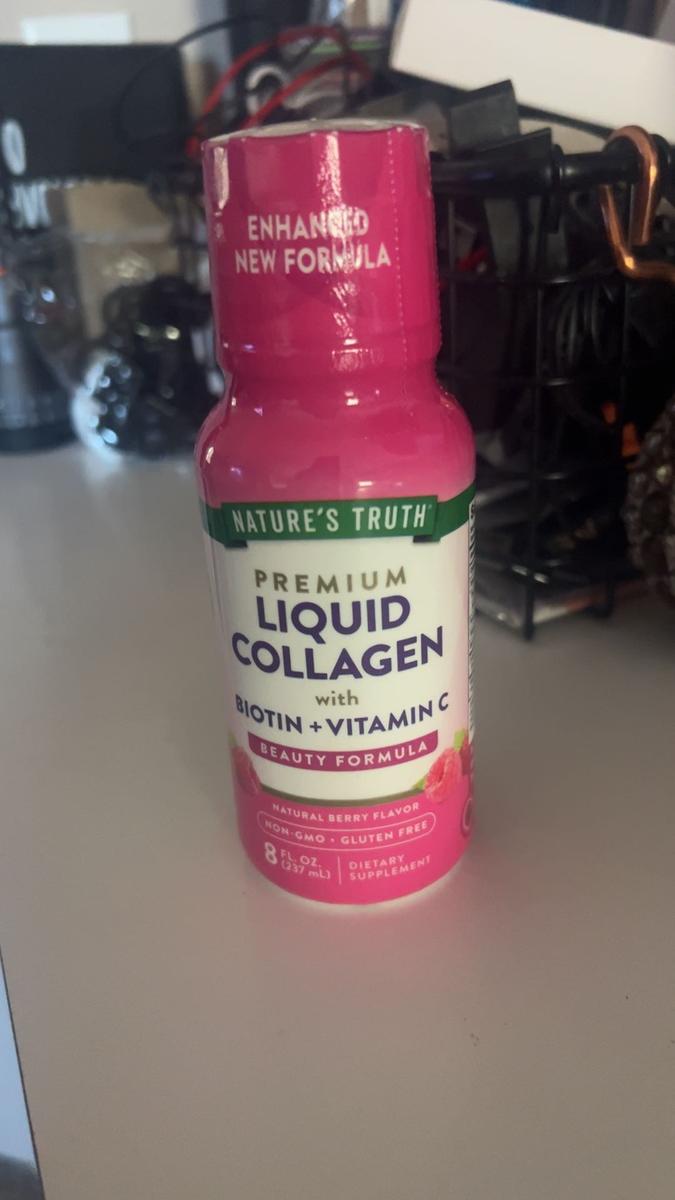 ENHANCED
NEW FORMULA
NATURE'S TRUTH
PREMIUM
LIQUID
COLLAGEN
with
BIOTIN + VITAMIN C
BEAUTY FORMULA
NATURAL BERRY FLAVOR
NON-GMO • GLUTEN FREE
8 FL. OZ.
(237 mL)
DIETARY
SUPPLEMENT